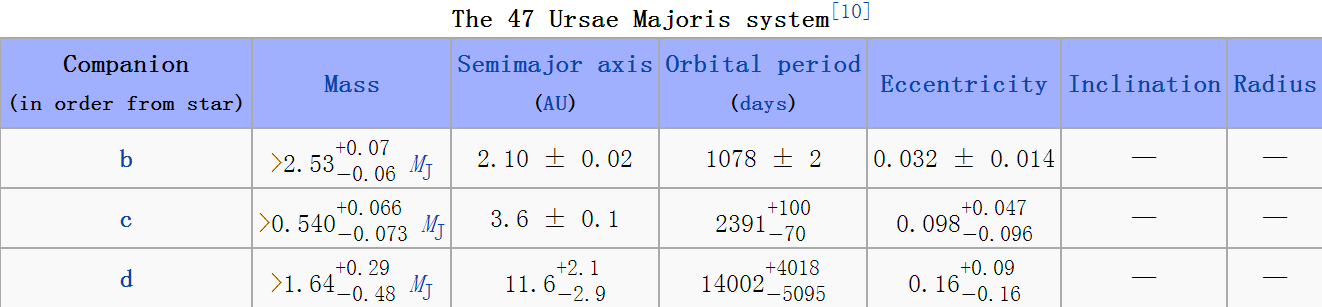 The 47 Ursae Majoris system[10]
Companion (in order from star) Mass Semimajor axis (AU) Orbital period (days) Eccentricity Inclination Radius
b >2.53+0.07−0.06 MJ 2.10 ± 0.02 1078 ± 2 0.032 ± 0.014 — —
c >0.540+0.066−0.073 MJ 3.6 ± 0.1 2391+100−70 0.098+0.047−0.096 — —
d >1.64+0.29−0.48 MJ 11.6+2.1−2.9 14002+4018−5095 0.16+0.09−0.16 — —